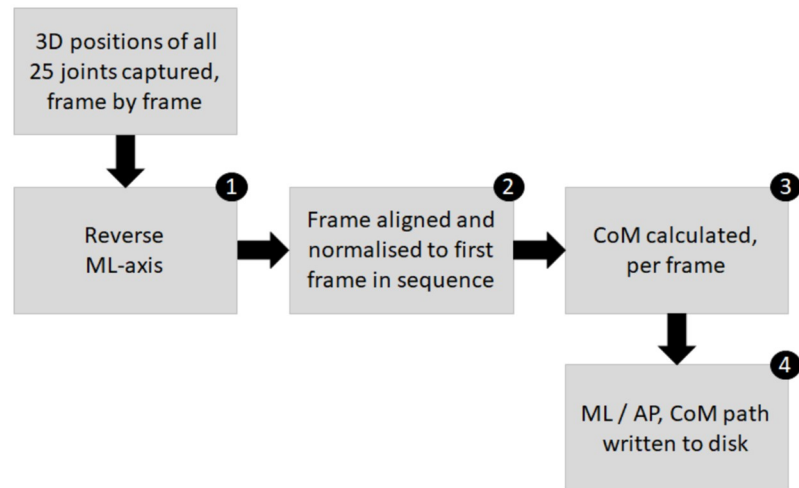 3D positions of all
25 joints captured,
frame by frame
1
Reverse
ML-axis
2
Frame aligned and
normalised to first
frame in sequence
3
CoM calculated,
per frame
4
ML / AP, CoM path
written to disk